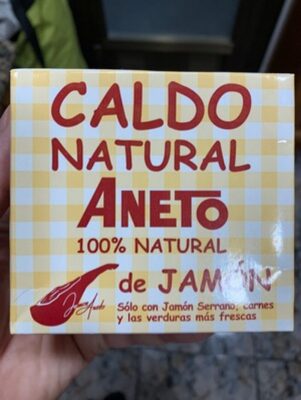 CALDO
NATURAL
ANETO
100% NATURAL
de JAMÓN
Sólo con Jamón Serrano, carnes
y las verduras más frescas